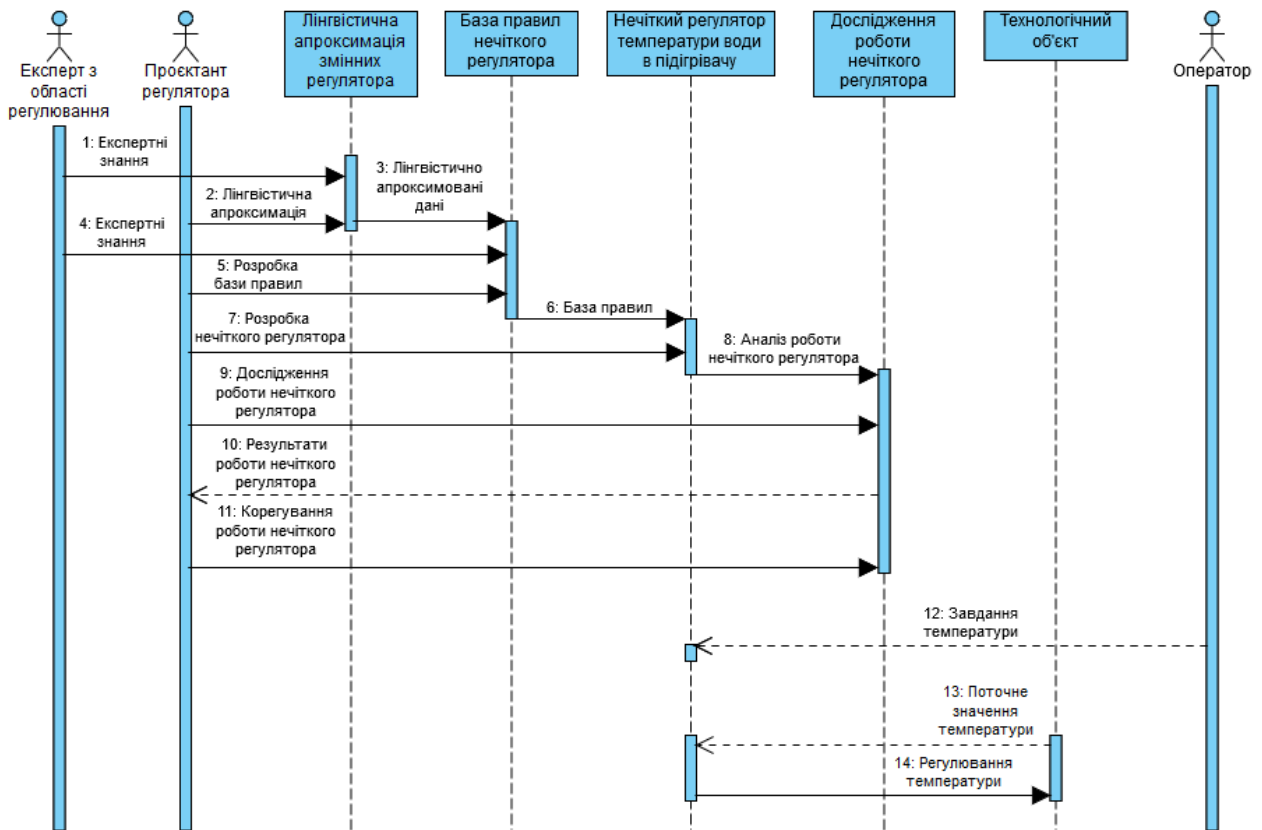 Експерт з
області
регулювання
Проєктант
регулятора
Лінгвістична
апроксимація
змінних
регулятора
База правил
нечіткого
регулятора
Нечіткий регулятор
температури води
в підігрівачу
Дослідження
роботи
нечіткого
регулятора
Технологічний
об'єкт
Оператор
1: Експертні
знання
2: Лінгвістична
апроксимація
3: Лінгвістично
апроксимовані
дані
4: Експертні
знання
5: Розробка
бази правил
6: База правил
7: Розробка
нечіткого регулятора
8: Аналіз роботи
нечіткого регулятора
9: Дослідження
роботи нечіткого
регулятора
10: Результати
роботи нечіткого
регулятора
11: Корегування
роботи нечіткого
регулятора
12: Завдання
температури
13: Поточне
значення
температури
14: Регулювання
температури